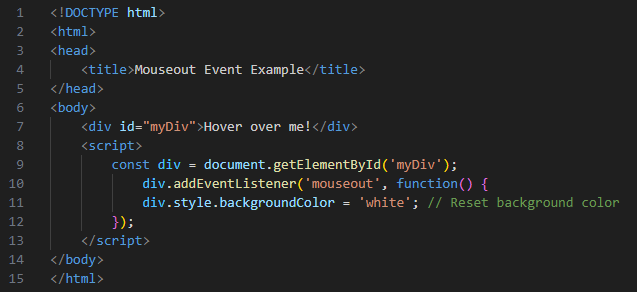 1 <!DOCTYPE html>
2 <html>
3 <head>
4     <title>Mouseout Event Example</title>
5 </head>
6 <body>
7     <div id="myDiv">Hover over me!</div>
8     <script>
9         const div = document.getElementById('myDiv');
10             div.addEventListener('mouseout', function() {
11             div.style.backgroundColor = 'white'; // Reset background color
12         });
13     </script>
14 </body>
15 </html>